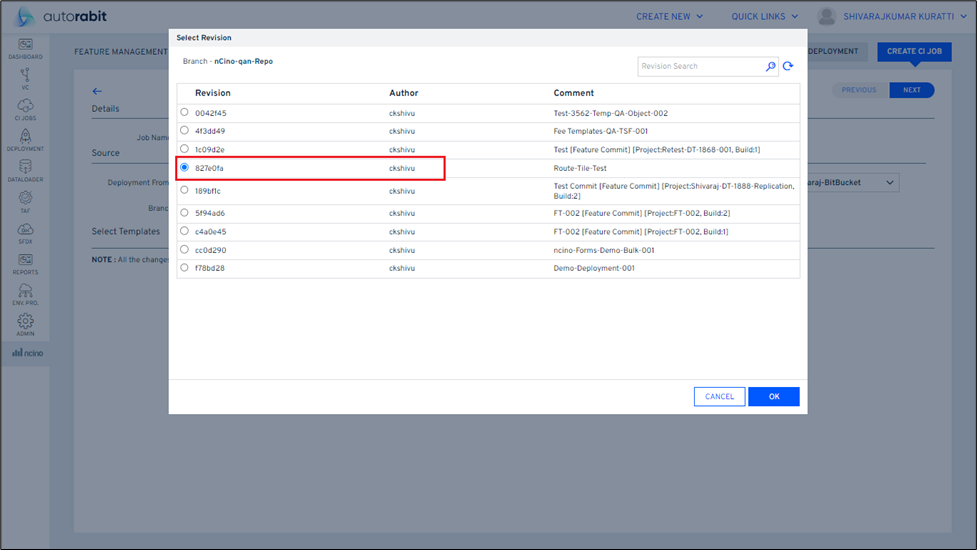 autorabit
CREATE NEW
QUICK LINKS
SHIVARAJKUMAR KURATTI
DASHBOARD
VC
CI JOBS
DEPLOYMENT
DATALOADER
TAF
SFDX
REPORTS
ENV. PRO.
ADMIN
ncino
FEATURE MANAGEMENT
DEPLOYMENT
CREATE CI JOB
PREVIOUS
NEXT
Details
Job Name
Source
Deployment From
araj-BitBucket
Branc
Select Templates
NOTE : All the changes
Select Revision
Branch - nCino-qan-Repo
Revision Search
Revision Author Comment
0042f45 ckshivu Test-3562-Temp-QA-Object-002
4f3dd49 ckshivu Fee Templates-QA-TSF-001
1c09d2e ckshivu Test [Feature Commit] [Project:Retest-DT-1868-001, Build:1]
827e0fa ckshivu Route-Tile-Test
189bf1c ckshivu Test Commit [Feature Commit] [Project:Shivaraj-DT-1888-Replication,
Build:2]
5f94ad6 ckshivu FT-002 [Feature Commit] [Project:FT-002, Build:2]
c4a0e45 ckshivu FT-002 [Feature Commit] [Project:FT-002, Build:1]
cc0d290 ckshivu ncino-Forms-Demo-Bulk-001
f78bd28 ckshivu Demo-Deployment-001
CANCEL
OK